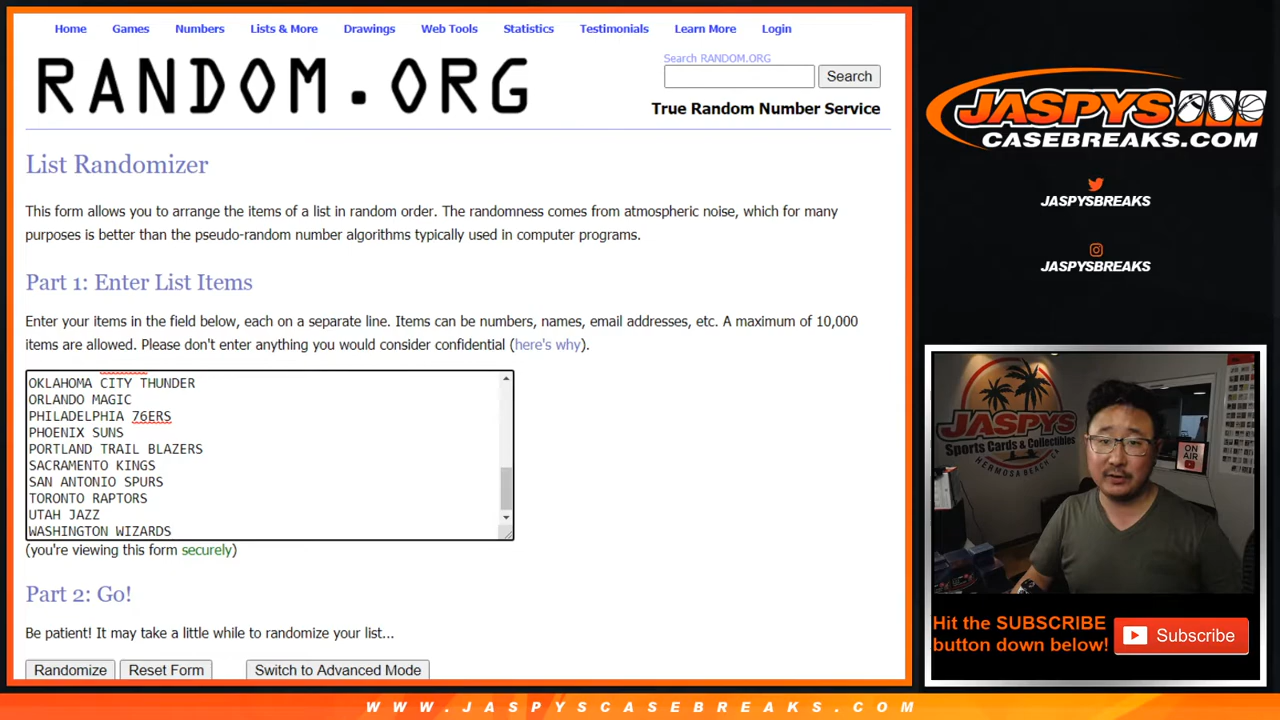 Home Games Numbers Lists & More Drawings Web Tools Statistics Testimonials Learn More Login
RANDOM.ORG
Search RANDOM.ORG
Search
True Random Number Service
List Randomizer
This form allows you to arrange the items of a list in random order. The randomness comes from atmospheric noise, which for many
purposes is better than the pseudo-random number algorithms typically used in computer programs.
Part 1: Enter List Items
Enter your items in the field below, each on a separate line. Items can be numbers, names, email addresses, etc. A maximum of 10,000
items are allowed. Please don't enter anything you would consider confidential (here's why).
OKLAHOMA CITY THUNDER
ORLANDO MAGIC
PHILADELPHIA 76ERS
PHOENIX SUNS
PORTLAND TRAIL BLAZERS
SACRAMENTO KINGS
SAN ANTONIO SPURS
TORONTO RAPTORS
UTAH JAZZ
WASHINGTON WIZARDS
(you're viewing this form securely)
Part 2: Go!
Be patient! It may take a little while to randomize your list...
Randomize Reset Form Switch to Advanced Mode
JASPYS
CASEBREAKS.COM
JASPYSBREAKS
JASPYSBREAKS
JASPYS
Sports Cards & Collectibles
HERMOSA BEACH, CA
ON AIR
Hit the SUBSCRIBE
button down below!
Subscribe
WWW.JASPYSCASEBREAKS.COM